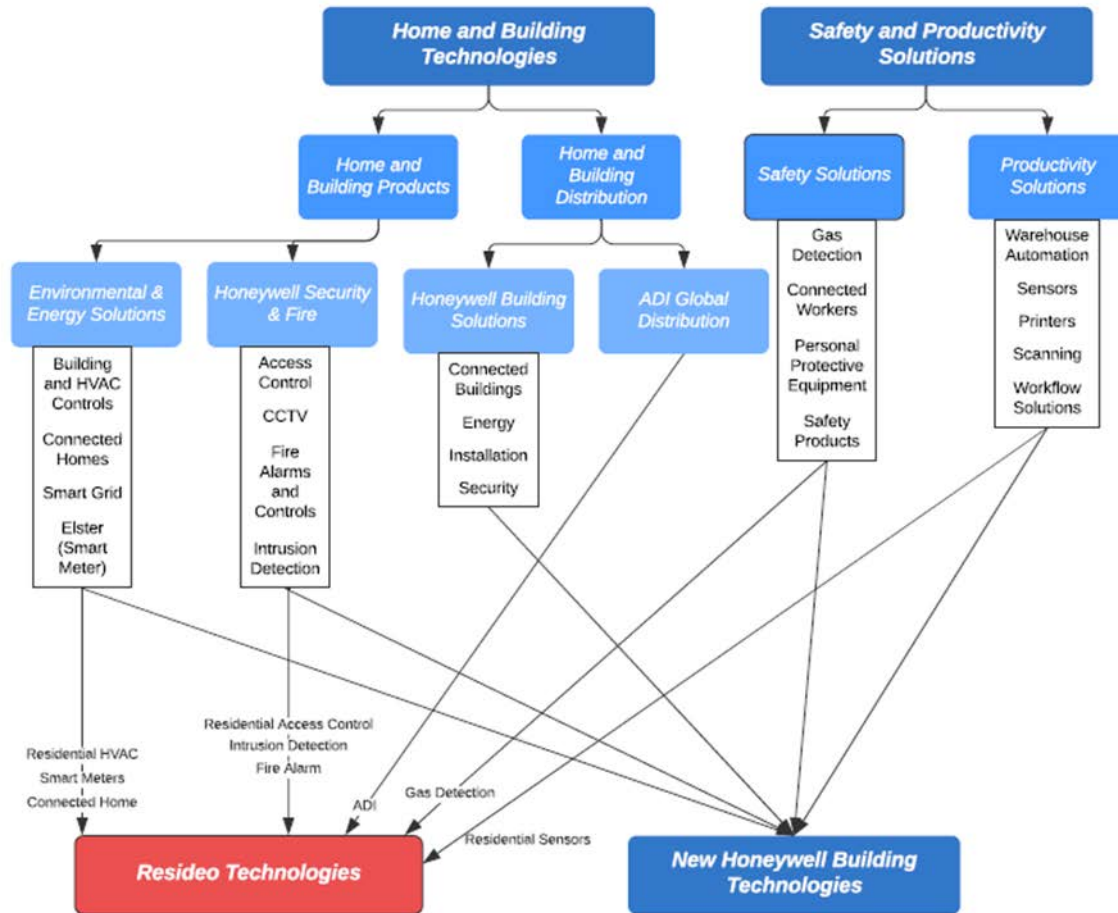 Home and Building
Technologies
Safety and Productivity
Solutions
Home and
Building Products
Home and
Building
Distribution
Safety Solutions
Productivity
Solutions
Environmental &
Energy Solutions
Honeywell Security
& Fire
Honeywell Building
Solutions
ADI Global
Distribution
Gas
Detection
Connected
Workers
Personal
Protective
Equipment
Safety
Products
Warehouse
Automation
Sensors
Printers
Scanning
Workflow
Solutions
Building
and HVAC
Controls
Connected
Homes
Smart Grid
Elster
(Smart
Meter)
Access
Control
CCTV
Fire
Alarms
and
Controls
Intrusion
Detection
Connected
Buildings
Energy
Installation
Security
Residential HVAC
Smart Meters
Connected Home
Residential Access Control
Intrusion Detection
Fire Alarm
ADI
Gas Detection
Residential Sensors
Resideo Technologies
New Honeywell Building
Technologies